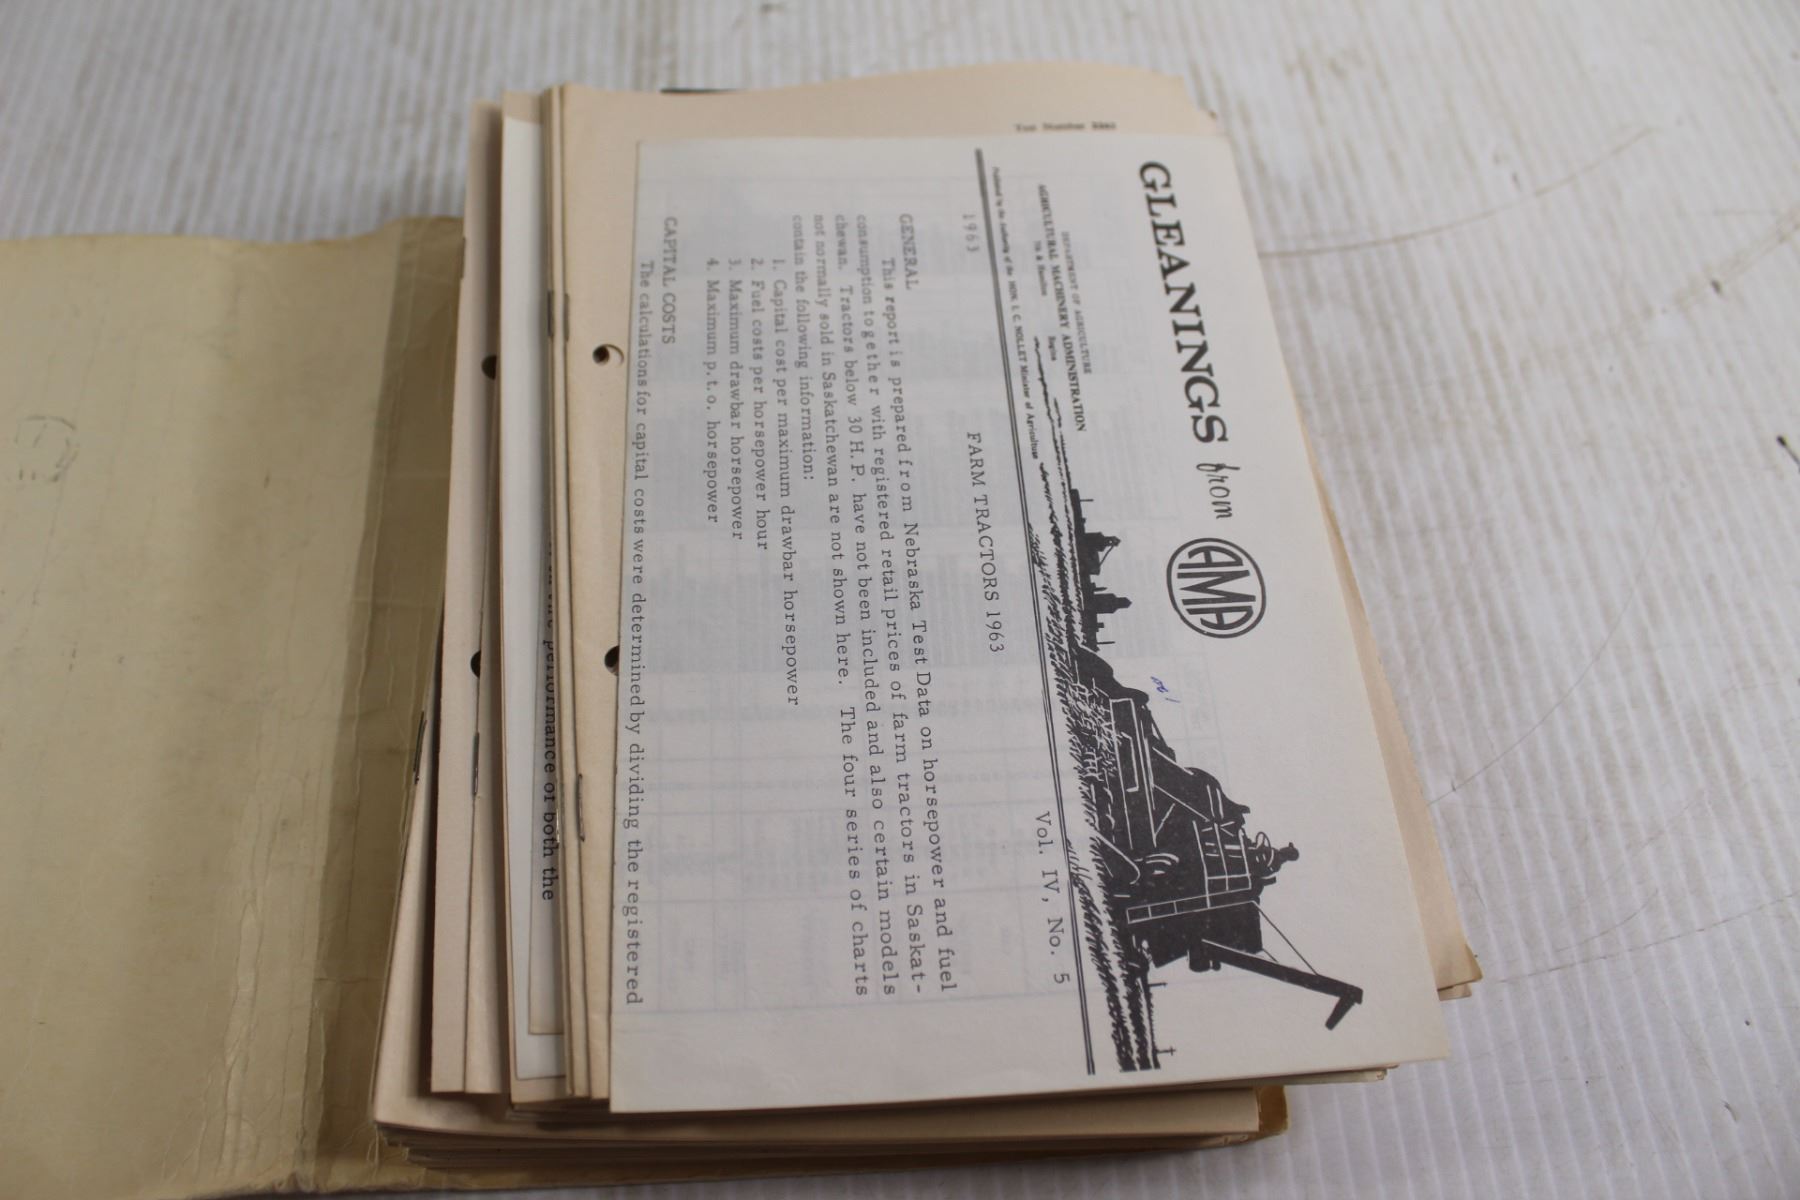 GLEANINGS from AMA
DEPARTMENT OF AGRICULTURE
AGRICULTURAL MACHINERY ADMINISTRATION
7th & Hamilton Regina
Published by the Authority of the HON. I. C. NOLLET Minister of Agriculture
Vol. IV, No. 5
1963
FARM TRACTORS 1963
GENERAL
This report is prepared from Nebraska Test Data on horsepower and fuel
consumption together with registered retail prices of farm tractors in Saskat-
chewan. Tractors below 30 H.P. have not been included and also certain models
not normally sold in Saskatchewan are not shown here. The four series of charts
contain the following information:
1. Capital cost per maximum drawbar horsepower
2. Fuel costs per horsepower hour
3. Maximum drawbar horsepower
4. Maximum p.t.o. horsepower
CAPITAL COSTS
The calculations for capital costs were determined by dividing the registered
performance or both the